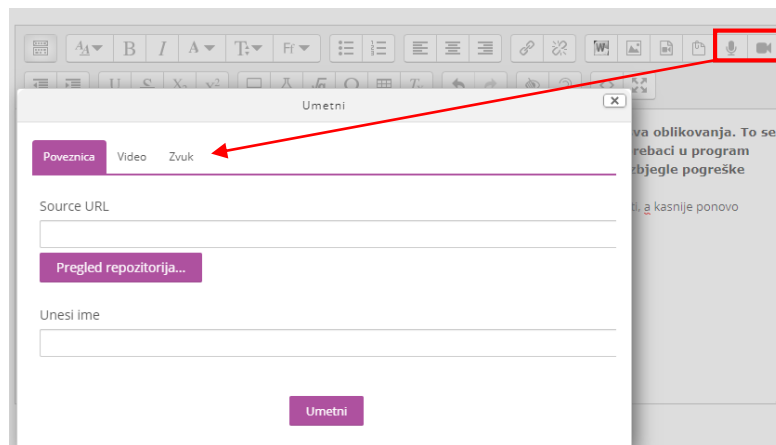 Umetni
va oblikovanja. To se
rebaci u program
zbjegle pogreške
ti, a kasnije ponovo
Poveznica Video Zvuk
Source URL
Pregled repozitorija...
Unesi ime
Umetni